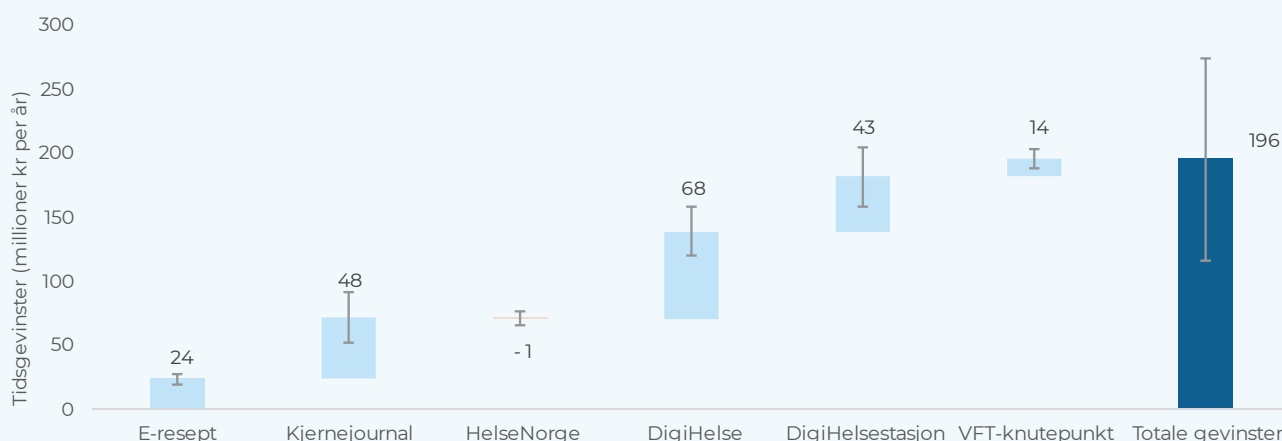 300
250
200
150
100
50
0
Tidsgevinster (millioner kr per år)
24
48
- 1
68
43
14
196
E-resept
Kjernejournal
HelseNorge
DigiHelse
DigiHelsestasjon
VFT-knutepunkt
Totale gevinster